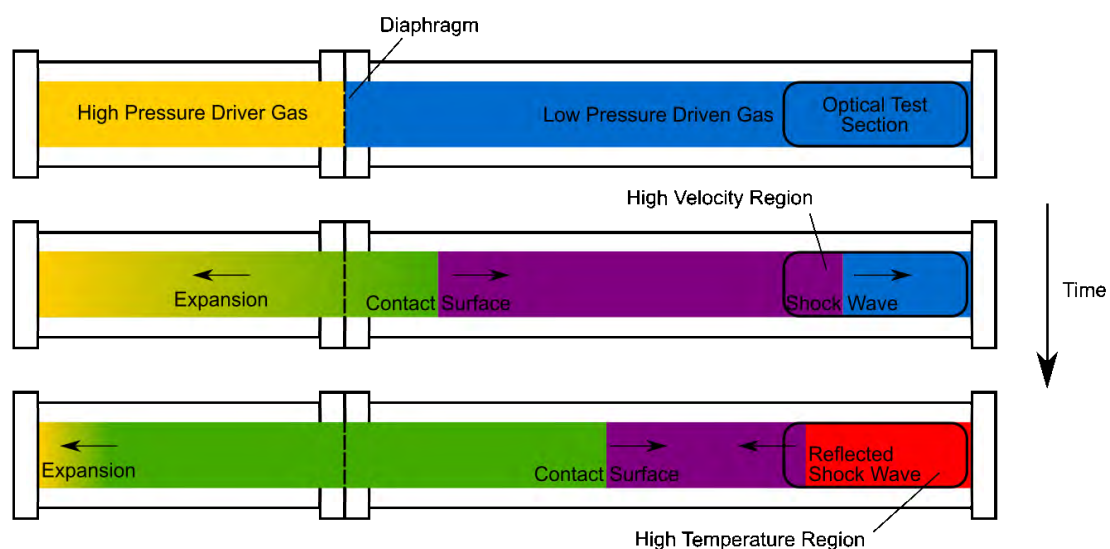 Diaphragm
High Pressure Driver Gas
Low Pressure Driven Gas
Optical Test
Section
High Velocity Region
Expansion
Contact Surface
Shock Wave
Time
Expansion
Contact Surface
Reflected
Shock Wave
High Temperature Region